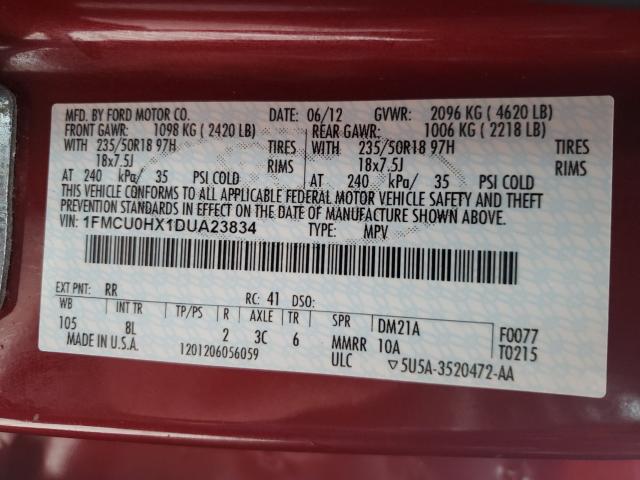 MFD. BY FORD MOTOR CO. DATE: 06/12 GVWR: 2096 KG ( 4620 LB)
FRONT GAWR: 1098 KG ( 2420 LB) REAR GAWR: 1006 KG ( 2218 LB)
WITH 235/50R18 97H TIRES WITH 235/50R18 97H TIRES
18x7.5J RIMS 18x7.5J RIMS
AT 240 kPa/ 35 PSI COLD AT 240 kPa/ 35 PSI COLD
THIS VEHICLE CONFORMS TO ALL APPLICABLE FEDERAL MOTOR VEHICLE SAFETY AND THEFT
PREVENTION STANDARDS IN EFFECT ON THE DATE OF MANUFACTURE SHOWN ABOVE.
VIN: 1FMCU0HX1DUA23834 TYPE: MPV
EXT PNT: RR RC: 41 DSO:
WB INT TR TP/PS R AXLE TR SPR DM21A F0077
105 8L 2 3C 6 MMRR 10A T0215
MADE IN U.S.A. 1201206056059 ULC ▽5U5A-3520472-AA